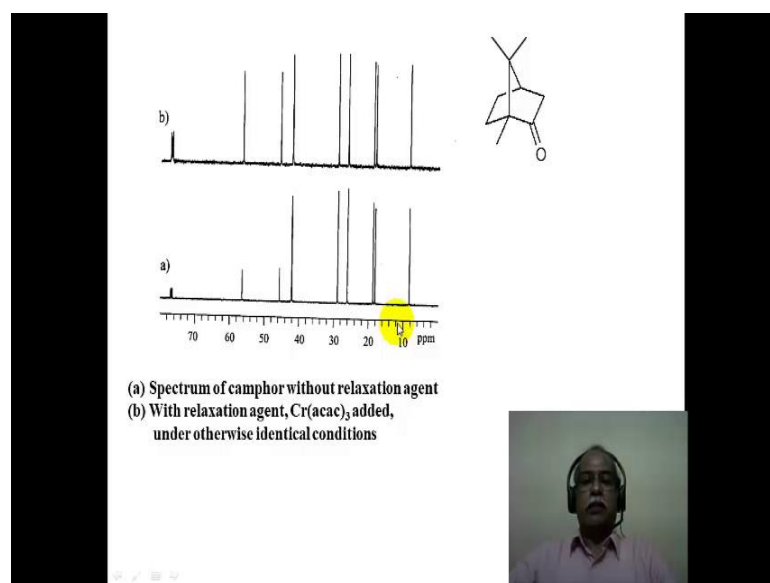 b)
O
a)
70 60 50 40 30 20 10 ppm
(a) Spectrum of camphor without relaxation agent
(b) With relaxation agent, Cr(acac)3 added,
under otherwise identical conditions